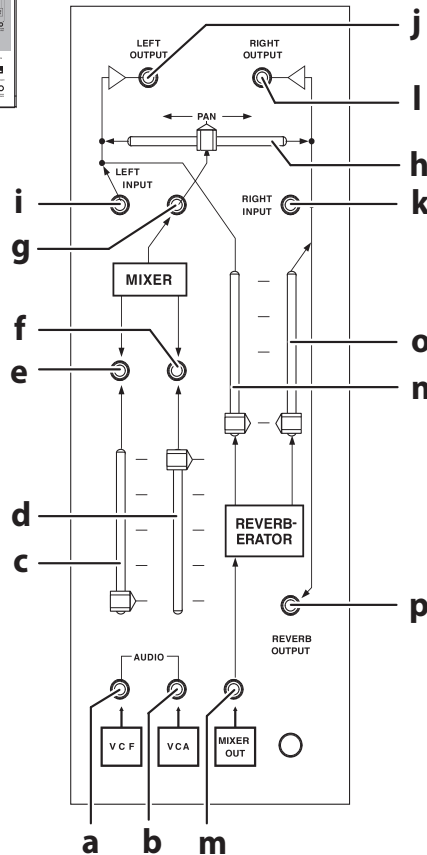 j
LEFT
OUTPUT
RIGHT
OUTPUT
l
PAN
h
LEFT
INPUT
i
RIGHT
INPUT
k
g
MIXER
f
e
o
n
d
REVERB-
ERATOR
c
p
REVERB
OUTPUT
AUDIO
VCF
VCA
MIXER
OUT
a
b
m